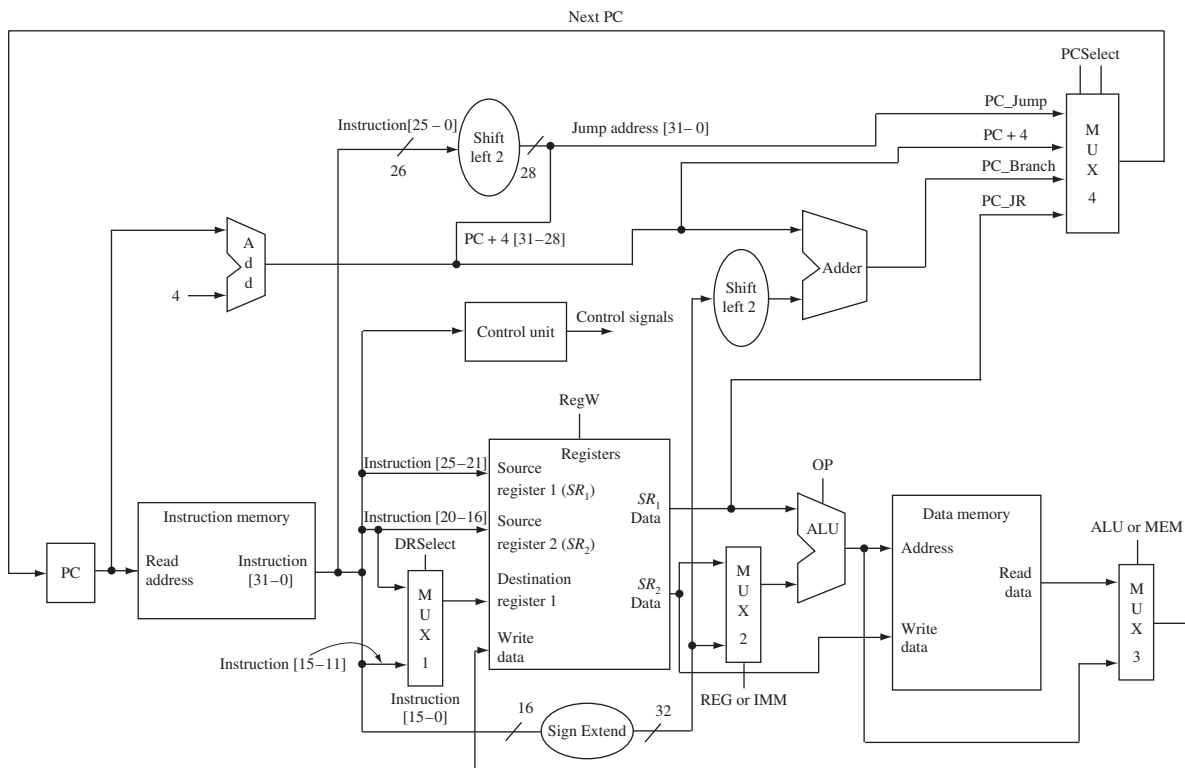 Next PC
PCSelect
Instruction[25–0]
26
Shift
left 2
28
Jump address [31–0]
PC_Jump
PC + 4
PC_Branch
PC_JR
M
U
X
4
A
d
d
4
PC + 4 [31–28]
Shift
left 2
Adder
Control unit
Control signals
RegW
Registers
Instruction [25–21]
Source
register 1 (SR1)
Instruction [20–16]
Source
register 2 (SR2)
DRSelect
M
U
X
1
Destination
register 1
Write
data
SR1
Data
SR2
Data
Instruction [15–11]
Instruction
[15–0]
PC
Instruction memory
Read
address
Instruction
[31–0]
16
Sign Extend
32
M
U
X
2
REG or IMM
OP
ALU
Data memory
Address
Read
data
Write
data
ALU or MEM
M
U
X
3